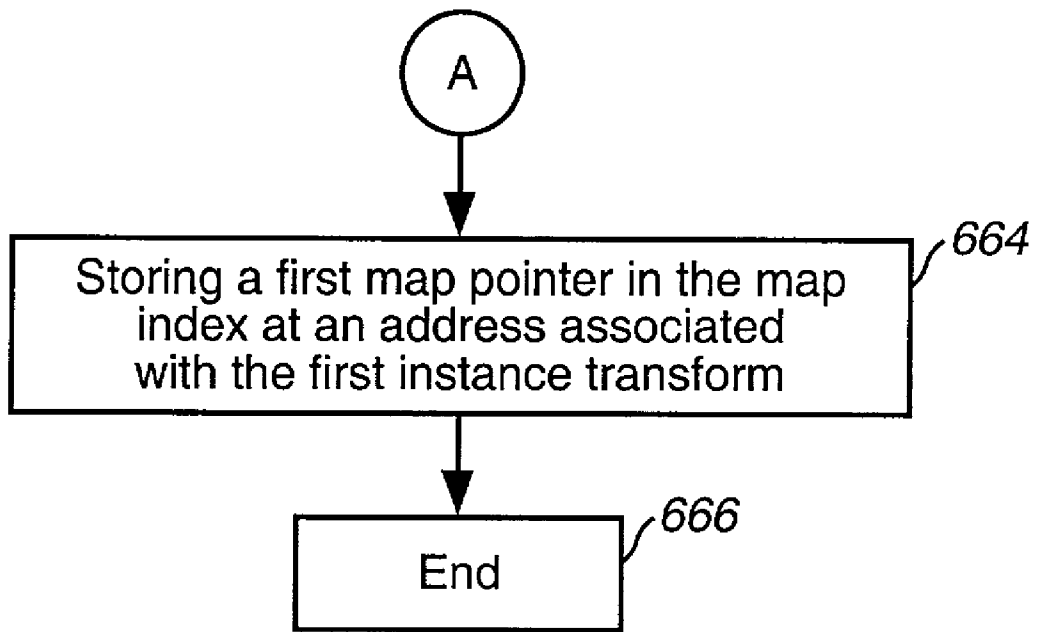 A
664
Storing a first map pointer in the map
index at an address associated
with the first instance transform
666
End